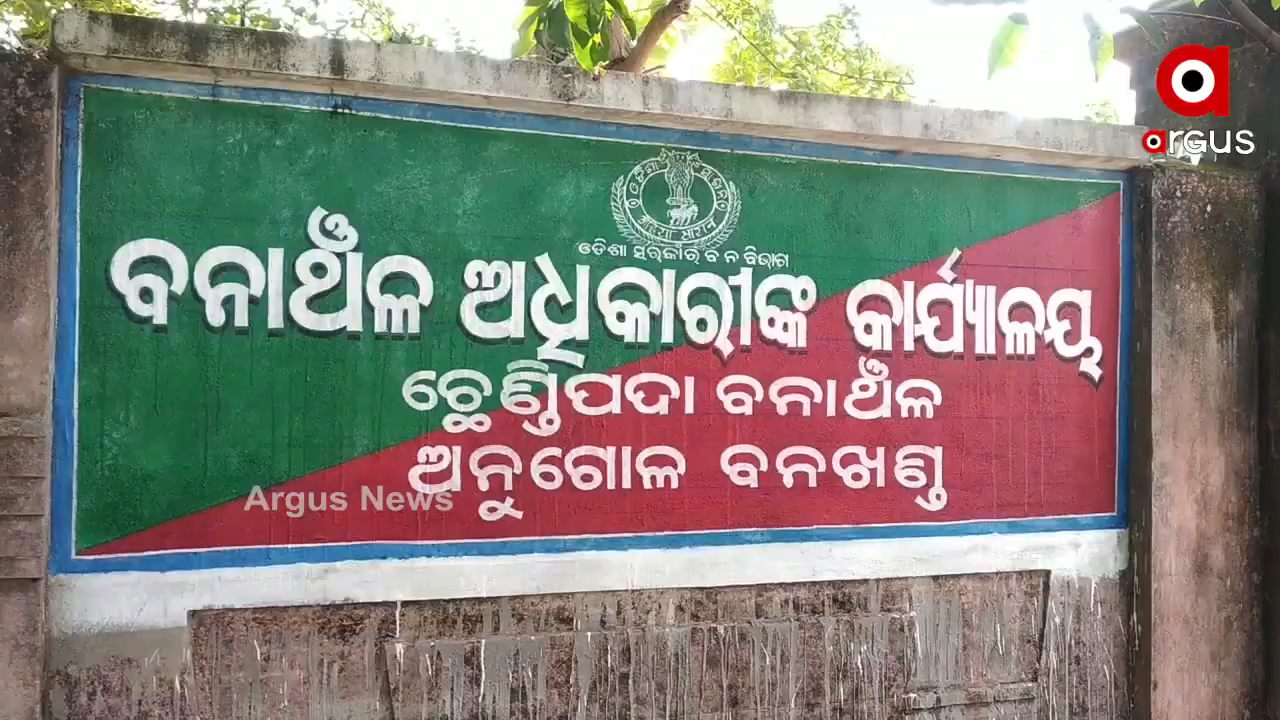 argus
ଓଡିଶା ସରକାର ବନ ବିଭାଗ
ବନାଞ୍ଚଳ ଅଧିକାରୀଙ୍କ କାର୍ଯ୍ୟାଳୟ
ଚ୍ଛେଣ୍ଡିପଦା ବନାଞ୍ଚଳ
ଅନୁଗୋଳ ବନଖଣ୍ଡ
Argus News